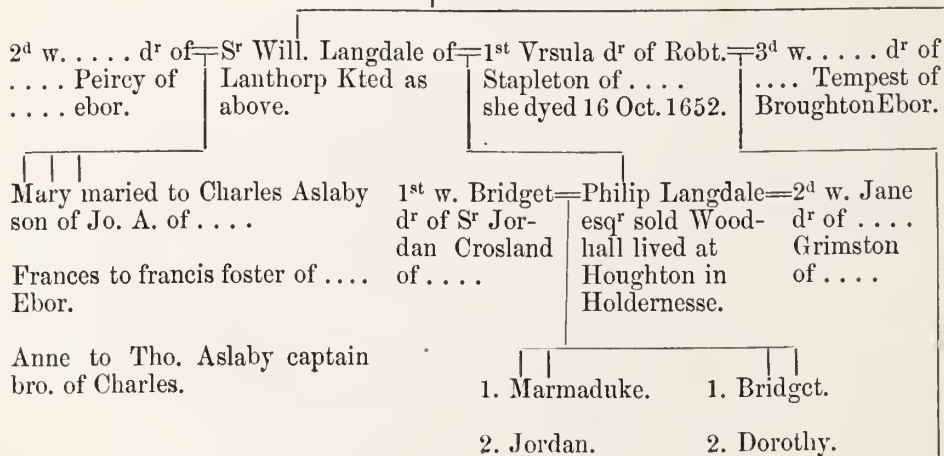 2d w. . . . . dr of
. . . . Peircy of
. . . . ebor.
Sr Will. Langdale of
Lanthorp Kted as
above.
1st Vrsula dr of Robt.
Stapleton of . . . .
she dyed 16 Oct. 1652.
3d w. . . . . dr of
. . . . Tempest of
Broughton Ebor.
Mary maried to Charles Aslaby
son of Jo. A. of . . . .
Frances to francis foster of . . . .
Ebor.
Anne to Tho. Aslaby captain
bro. of Charles.
1st w. Bridget
dr of Sr Jor-
dan Crosland
of . . . .
Philip Langdale
esqr sold Wood-
hall lived at
Houghton in
Holdernesse.
2d w. Jane
dr of . . . .
Grimston
of . . . .
1. Marmaduke.
2. Jordan.
1. Bridget.
2. Dorothy.